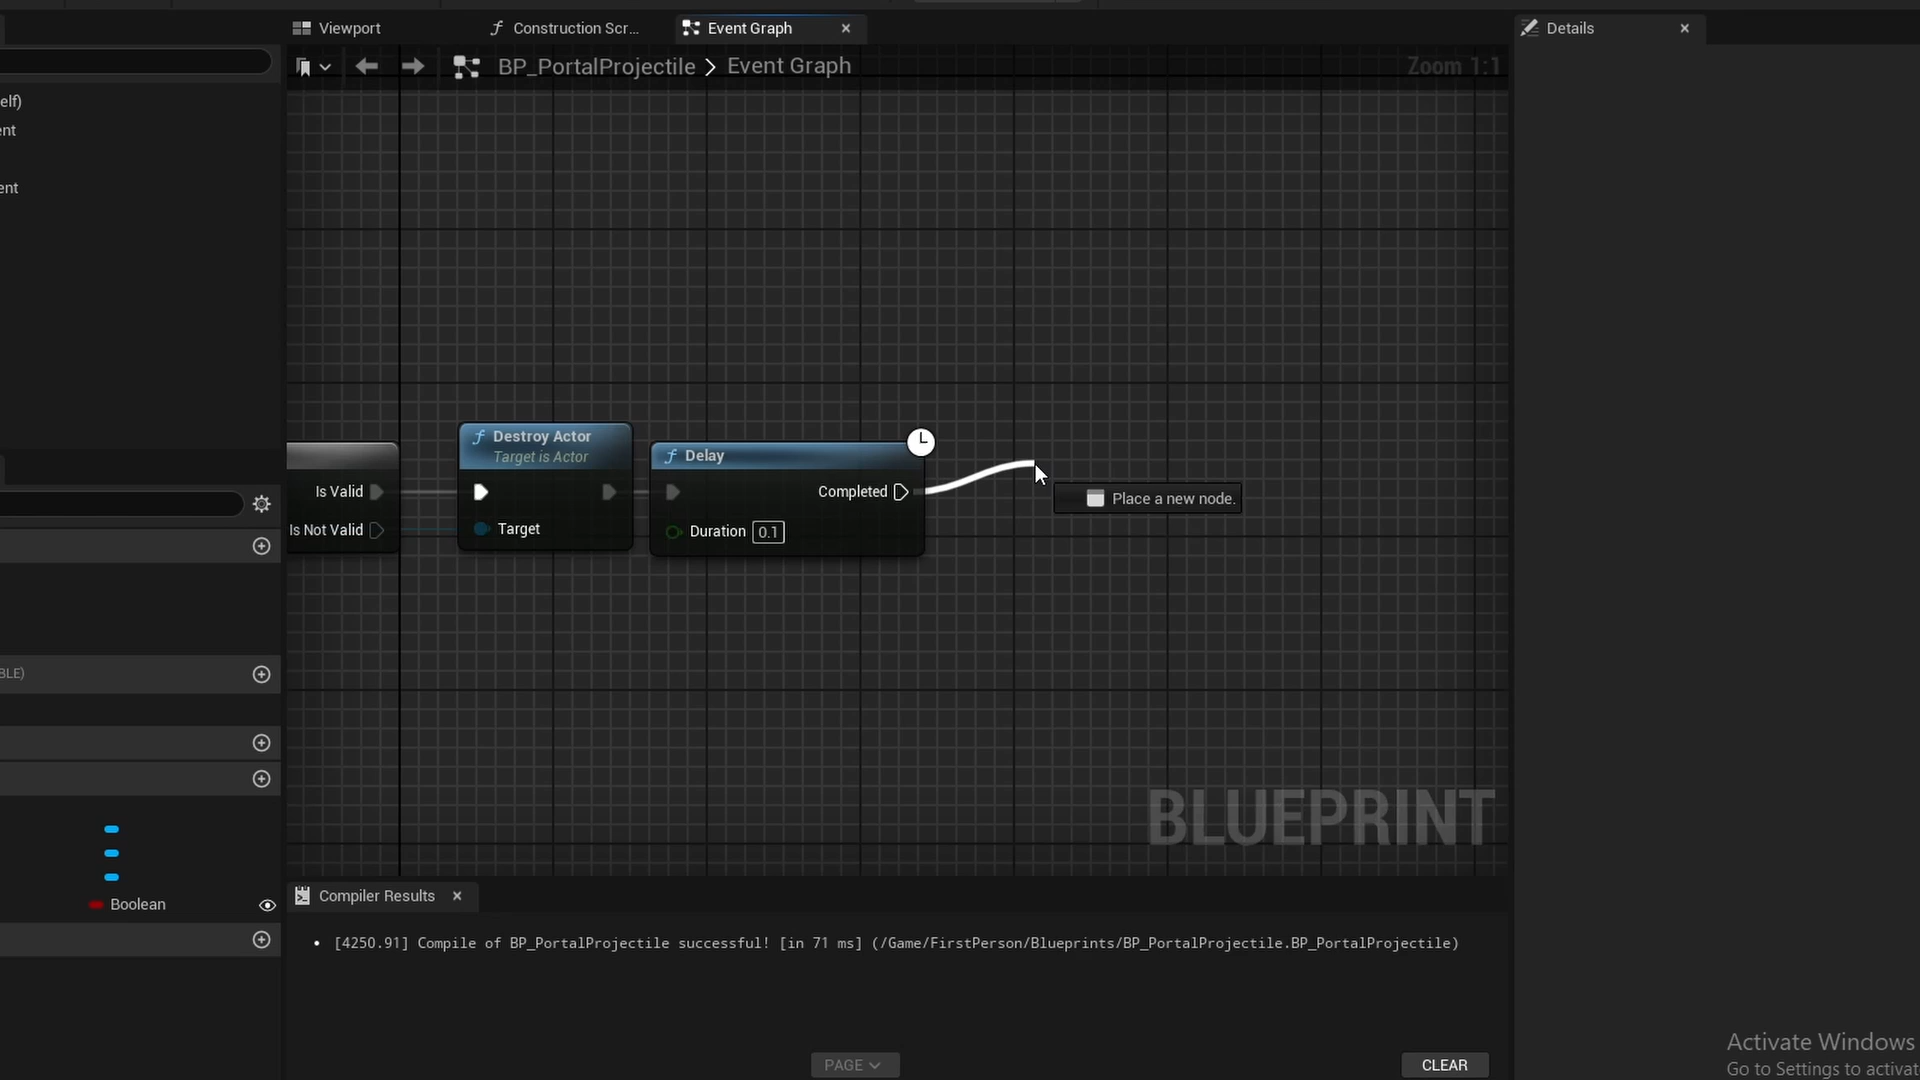 Viewport
Construction Scr...
Event Graph
Details
BP_PortalProjectile > Event Graph
Zoom 1:1
elf)
ent
ent
Destroy Actor
Target is Actor
Delay
Is Valid
Completed
Place a new node.
Is Not Valid
Target
Duration 0.1
BLE)
BLUEPRINT
Boolean
Compiler Results
• [4250.91] Compile of BP_PortalProjectile successful! [in 71 ms] (/Game/FirstPerson/Blueprints/BP_PortalProjectile.BP_PortalProjectile)
Activate Windows
Go to Settings to activat
PAGE
CLEAR